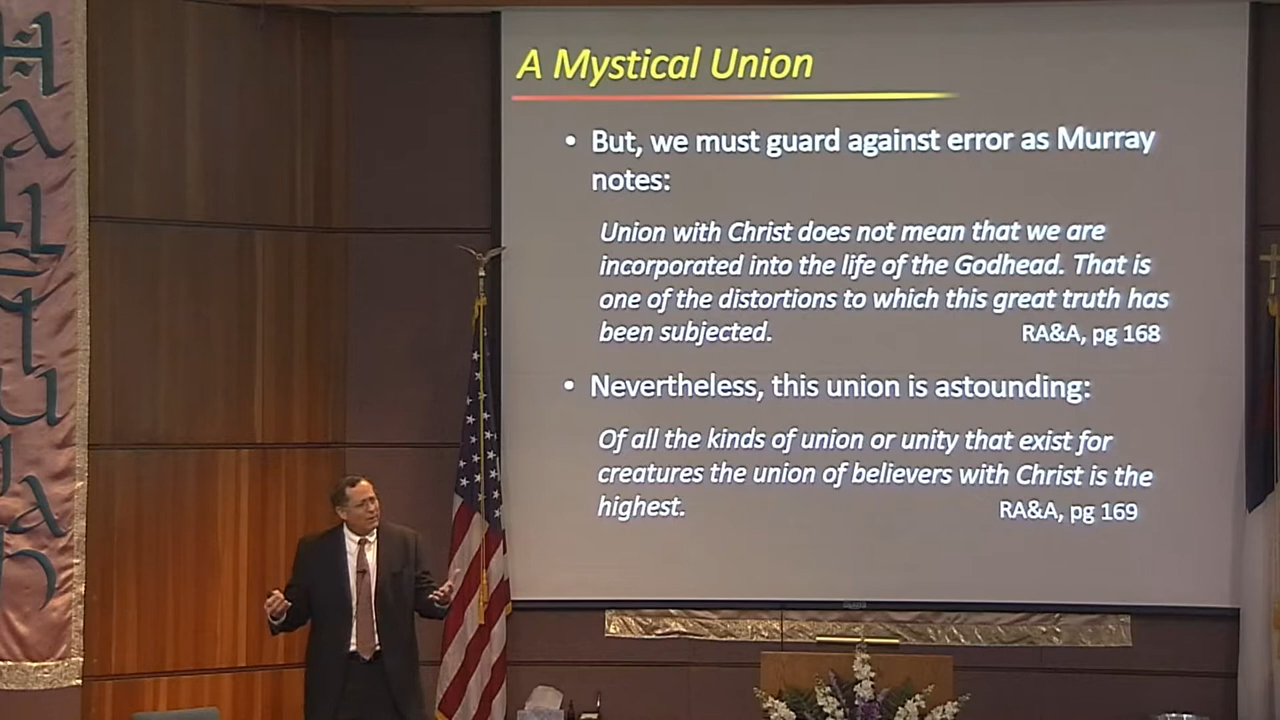 A Mystical Union
• But, we must guard against error as Murray
notes:
Union with Christ does not mean that we are
incorporated into the life of the Godhead. That is
one of the distortions to which this great truth has
been subjected. RA&A, pg 168
• Nevertheless, this union is astounding:
Of all the kinds of union or unity that exist for
creatures the union of believers with Christ is the
highest. RA&A, pg 169